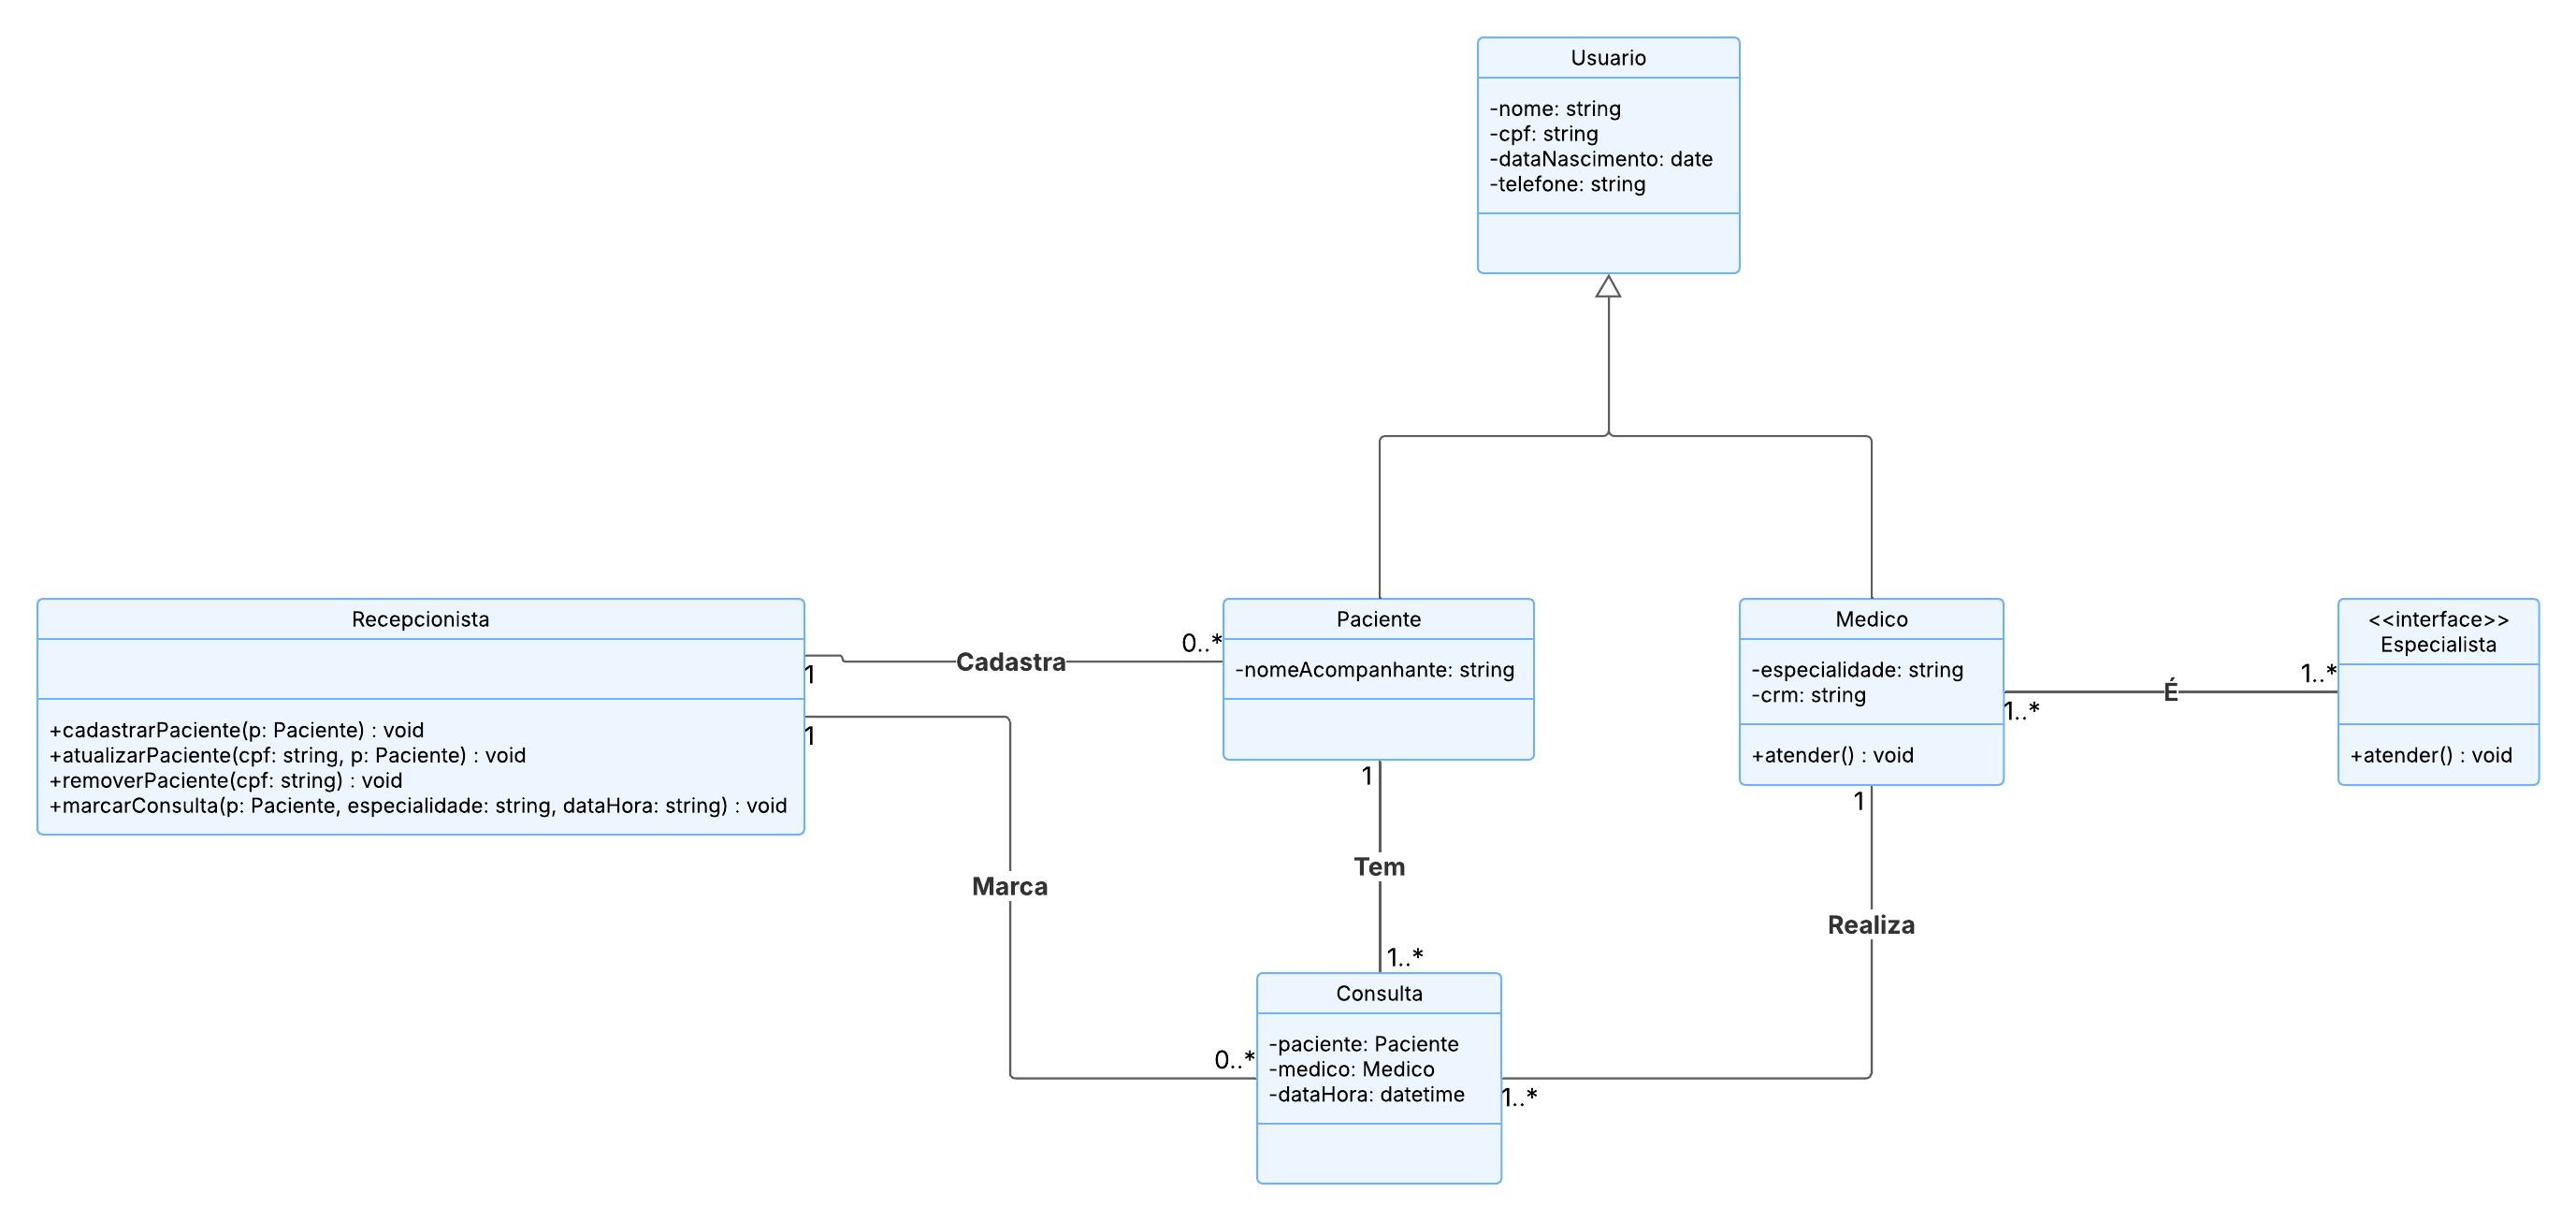 Usuario
-nome: string
-cpf: string
-dataNascimento: date
-telefone: string
Recepcionista
+cadastrarPaciente(p: Paciente) : void
+atualizarPaciente(cpf: string, p: Paciente) : void
+removerPaciente(cpf: string) : void
+marcarConsulta(p: Paciente, especialidade: string, dataHora: string) : void
1
Cadastra
0..*
1
Marca
0..*
Paciente
-nomeAcompanhante: string
1
Tem
1..*
Medico
-especialidade: string
-crm: string
+atender() : void
1..*
É
1..*
<<interface>>
Especialista
+atender() : void
1
Realiza
1..*
Consulta
-paciente: Paciente
-medico: Medico
-dataHora: datetime